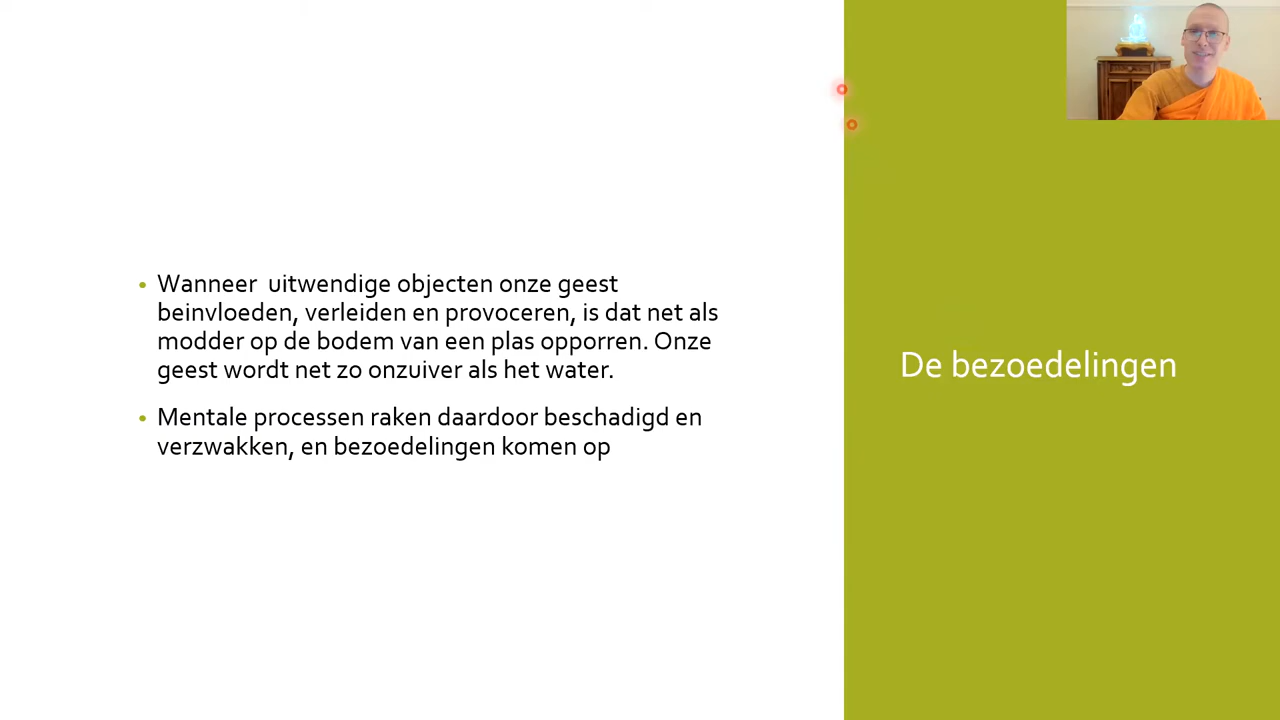 • Wanneer  uitwendige objecten onze geest
beinvloeden, verleiden en provoceren, is dat net als
modder op de bodem van een plas opporren. Onze
geest wordt net zo onzuiver als het water.
• Mentale processen raken daardoor beschadigd en
verzwakken, en bezoedelingen komen op
De bezoedelingen